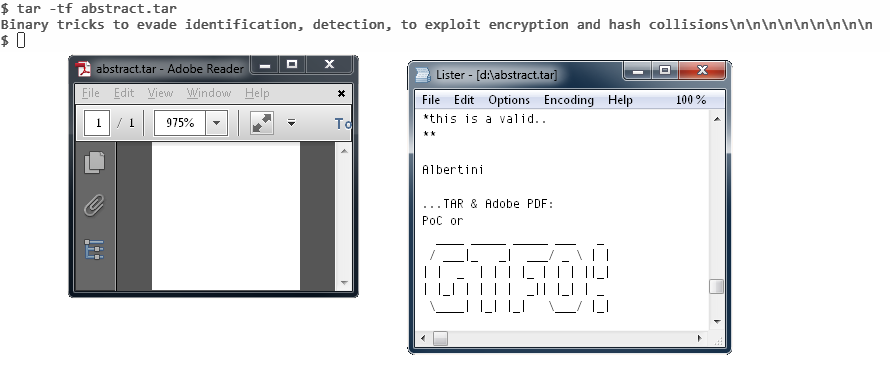 $ tar -tf abstract.tar
Binary tricks to evade identification, detection, to exploit encryption and hash collisions\n\n\n\n\n\n\n\n\n\n
$
abstract.tar - Adobe Reader
File Edit View Window Help
1 / 1 975% To
Lister - [d:\abstract.tar]
File Edit Options Encoding Help 100 %
*this is a valid..
**
Albertini
...TAR & Adobe PDF:
PoC or
GTFO!